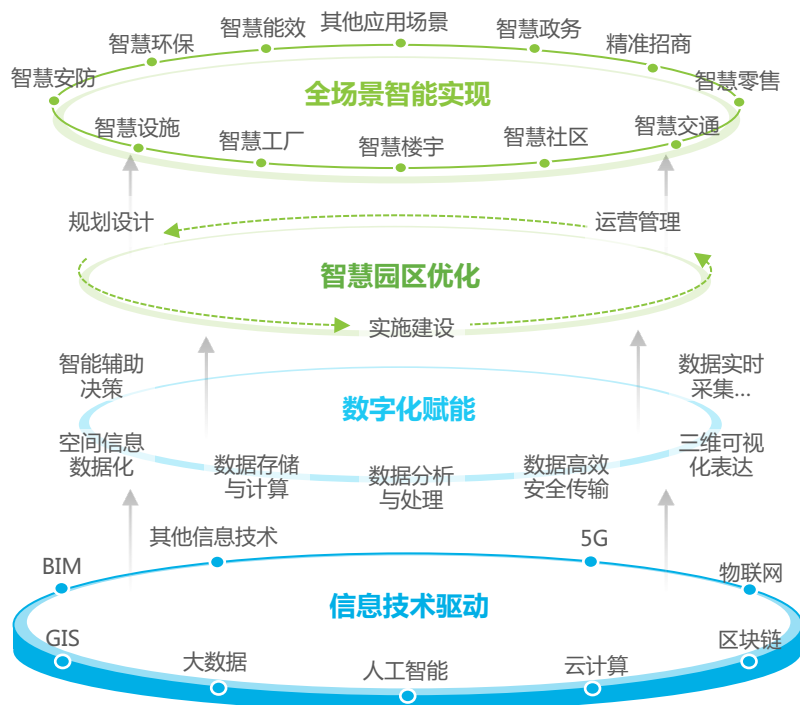 其他应用场景
智慧能效
智慧政务
智慧环保
精准招商
智慧安防
智慧零售
全场景智能实现
智慧设施
智慧交通
智慧工厂
智慧社区
智慧楼宇
规划设计
运营管理
智慧园区优化
实施建设
智能辅助
决策
数据实时
采集...
数字化赋能
空间信息
数据化
数据存储
与计算
数据分析
与处理
数据高效
安全传输
三维可视
化表达
其他信息技术
5G
BIM
物联网
信息技术驱动
GIS
区块链
大数据
云计算
人工智能